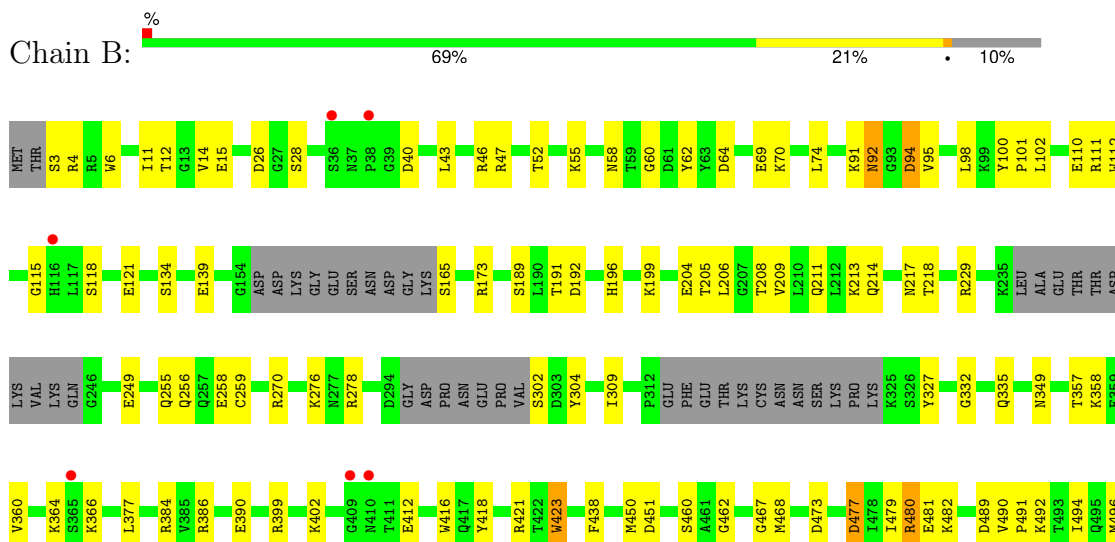 %
Chain B:
69% 21% • 10%
MET THR S3 R4 R5 W6 I11 T12 G13 V14 E15 D26 G27 S28 S36 N37 P38 G39 D40 L43 R46 R47 T52 K55 N58 T59 G60 D61 Y62 Y63 D64 E69 K70 L74 K91 N92 G93 D94 V95 L98 K99 Y100 P101 L102 E110 R111 W112
G115 H116 L117 S118 E121 S134 E139 G154 ASP ASP LYS GLY GLU SER ASN ASP GLY LYS S165 R173 S189 L190 T191 D192 H196 K199 E204 T205 L206 G207 T208 V209 L210 Q211 L212 K213 Q214 N217 T218 R229 K235 LEU ALA GLU THR THR ASP
LYS VAL LYS GLN G246 E249 Q255 Q256 Q257 E258 C259 R270 K276 N277 R278 D294 GLY ASP PRO ASN GLU PRO VAL S302 D303 Y304 I309 P312 GLU PHE GLU THR LYS CYS ASN ASN SER LYS PRO LYS K325 S326 Y327 G332 Q335 N349 T357 K358 E359
V360 K364 S365 K366 L377 R384 V385 R386 E390 R399 K402 G409 N410 T411 E412 W416 Q417 Y418 R421 T422 W423 F438 M450 D451 S460 A461 G462 G467 M468 D473 D477 I478 I479 R480 E481 K482 D489 V490 P491 K492 T493 I494 Q495 M496